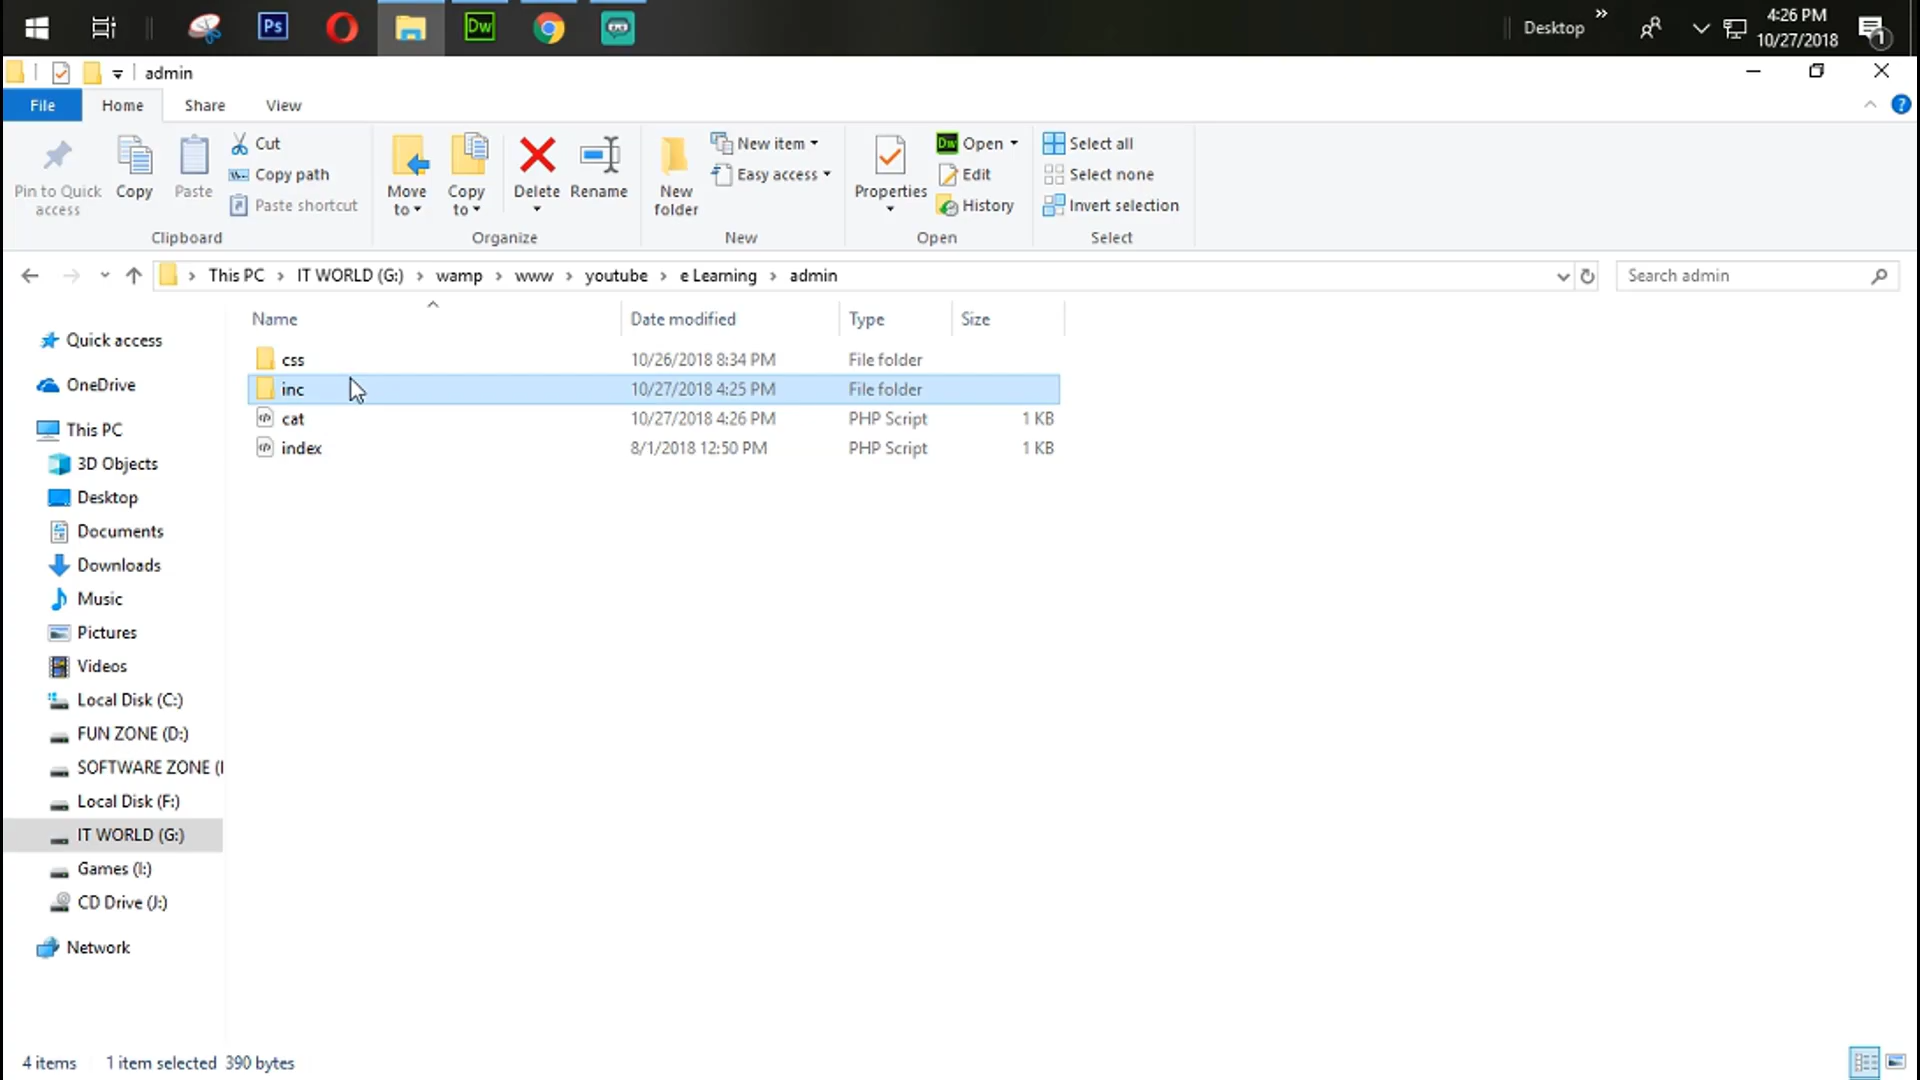 Ps
Dw
Desktop
»
4:26 PM
10/27/2018
1
admin
File
Home
Share
View
?
Pin to Quick access
Copy
Paste
Cut
Copy path
Paste shortcut
Clipboard
Move to
Copy to
Delete
Rename
Organize
New folder
New item
Easy access
New
Properties
Dw
Open
Edit
History
Open
Select all
Select none
Invert selection
Select
This PC > IT WORLD (G:) > wamp > www > youtube > e Learning > admin
Search admin
Name Date modified Type Size
css 10/26/2018 8:34 PM File folder
inc 10/27/2018 4:25 PM File folder
cat 10/27/2018 4:26 PM PHP Script 1 KB
index 8/1/2018 12:50 PM PHP Script 1 KB
Quick access
OneDrive
This PC
3D Objects
Desktop
Documents
Downloads
Music
Pictures
Videos
Local Disk (C:)
FUN ZONE (D:)
SOFTWARE ZONE (
Local Disk (F:)
IT WORLD (G:)
Games (I:)
CD Drive (J:)
Network
4 items 1 item selected 390 bytes